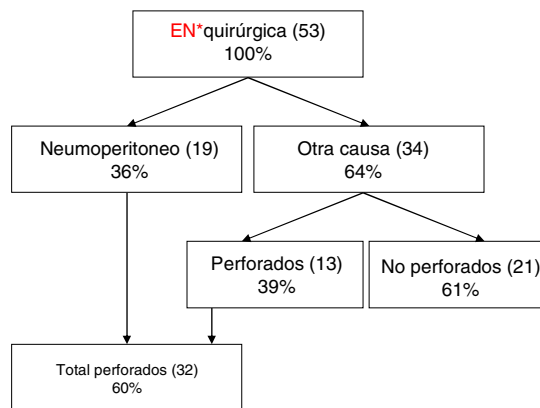 EN*quirúrgica (53)
100%
Neumoperitoneo (19)
36%
Otra causa (34)
64%
Perforados (13)
39%
No perforados (21)
61%
Total perforados (32)
60%